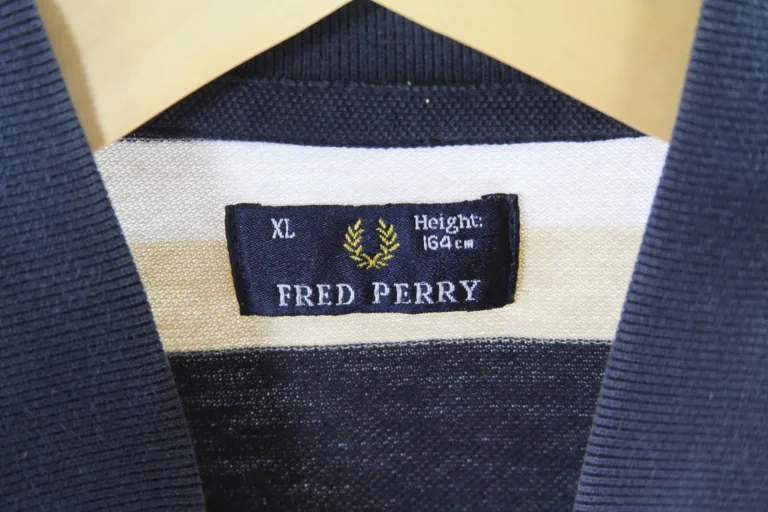 XL
Height:
164cm
FRED PERRY